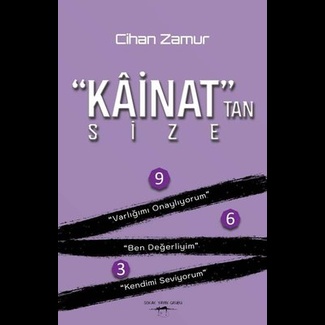 Cihan Zamur
“KÂİNAT”TAN
SİZE
9
“Varlığımı Onaylıyorum”
6
“Ben Değerliyim”
3
“Kendimi Seviyorum”